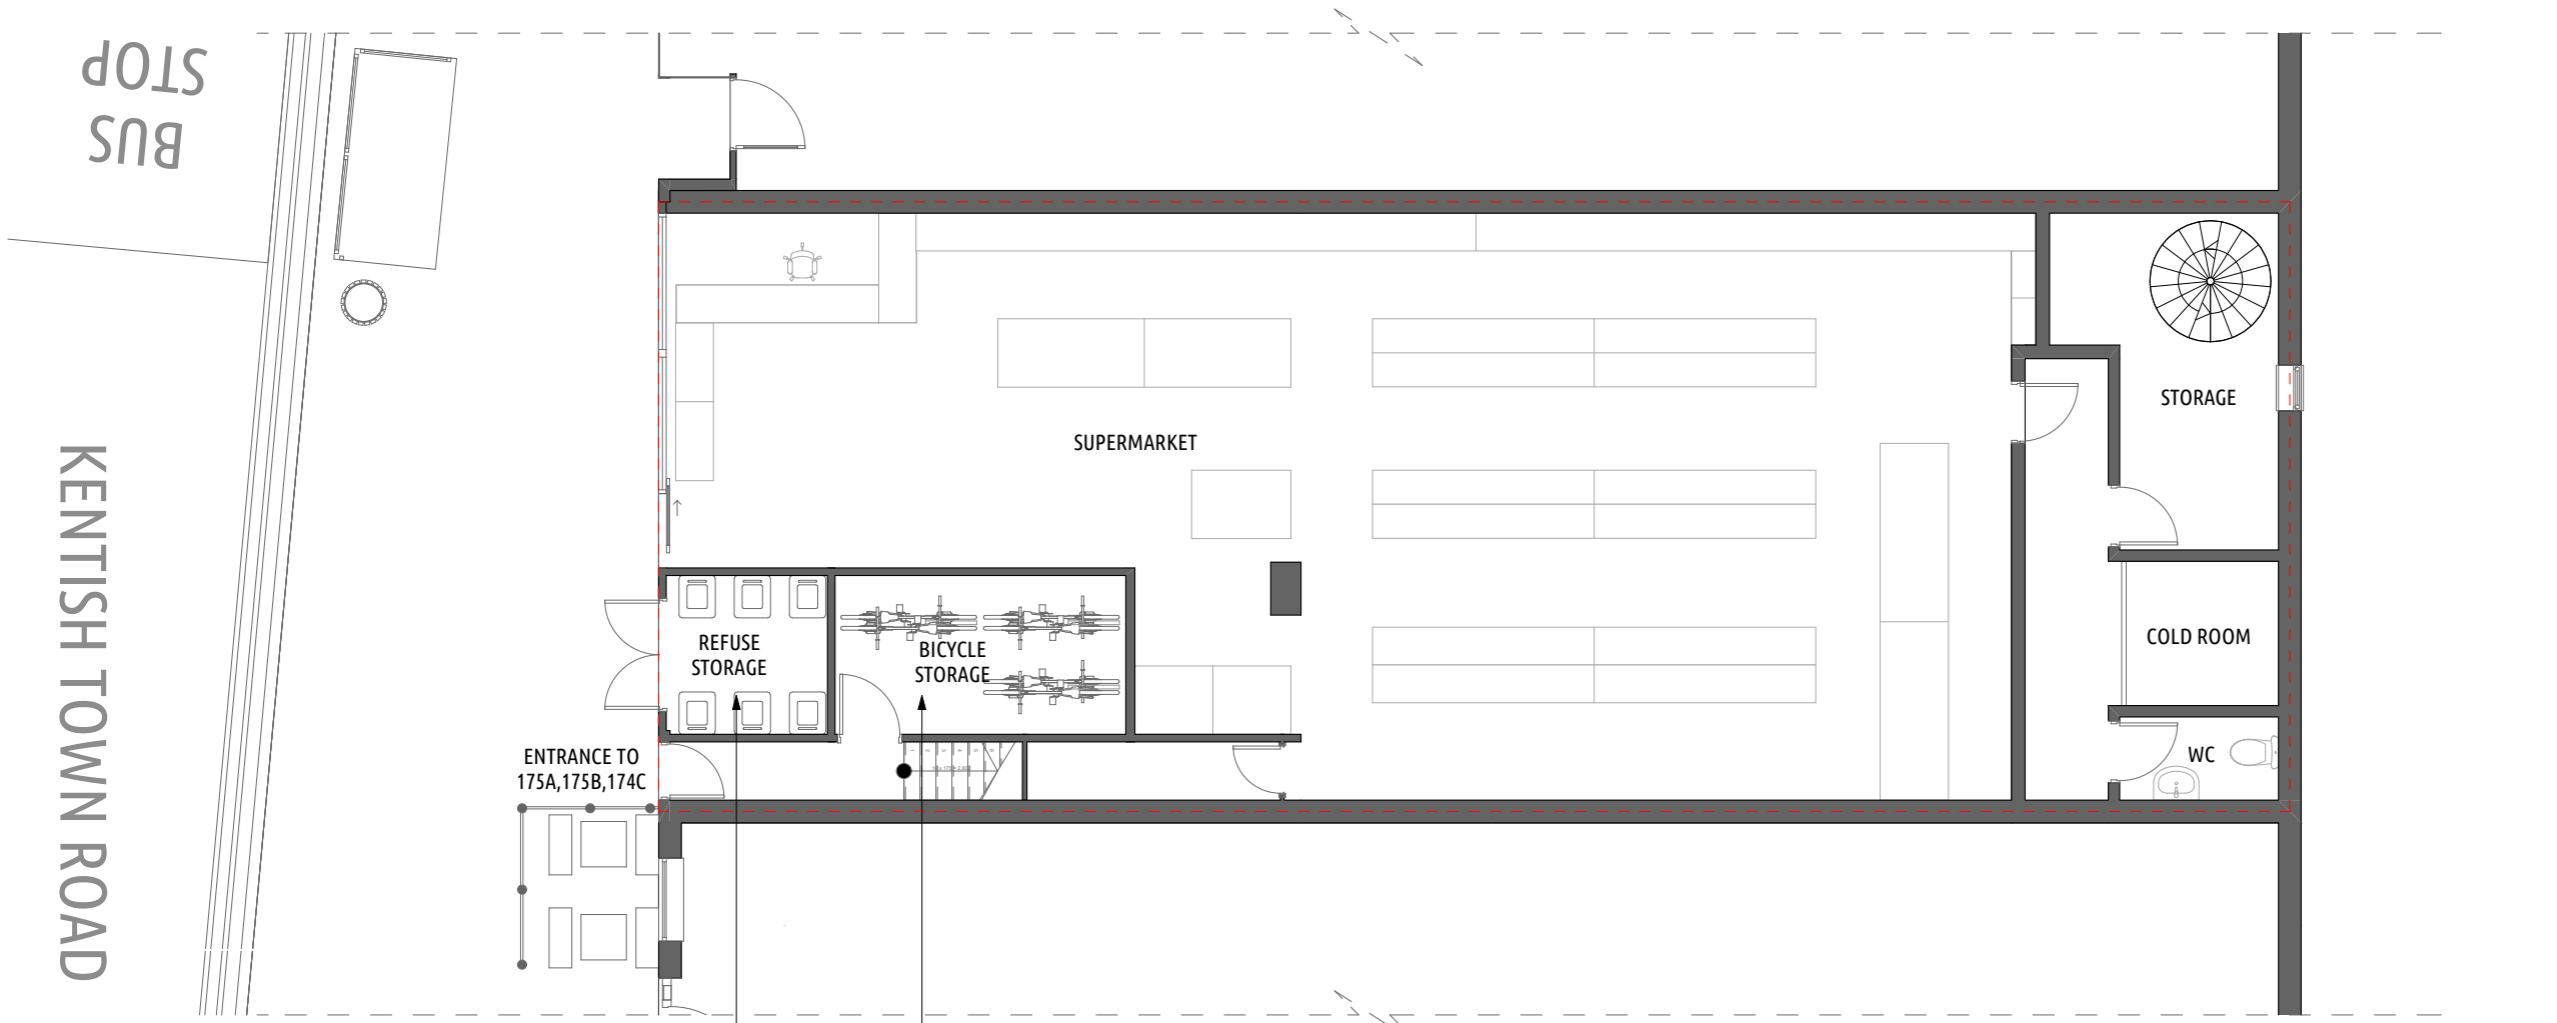 BUS
STOP
KENTISH TOWN ROAD
SUPERMARKET
STORAGE
REFUSE
STORAGE
BICYCLE
STORAGE
COLD ROOM
WC
ENTRANCE TO
175A,175B,174C